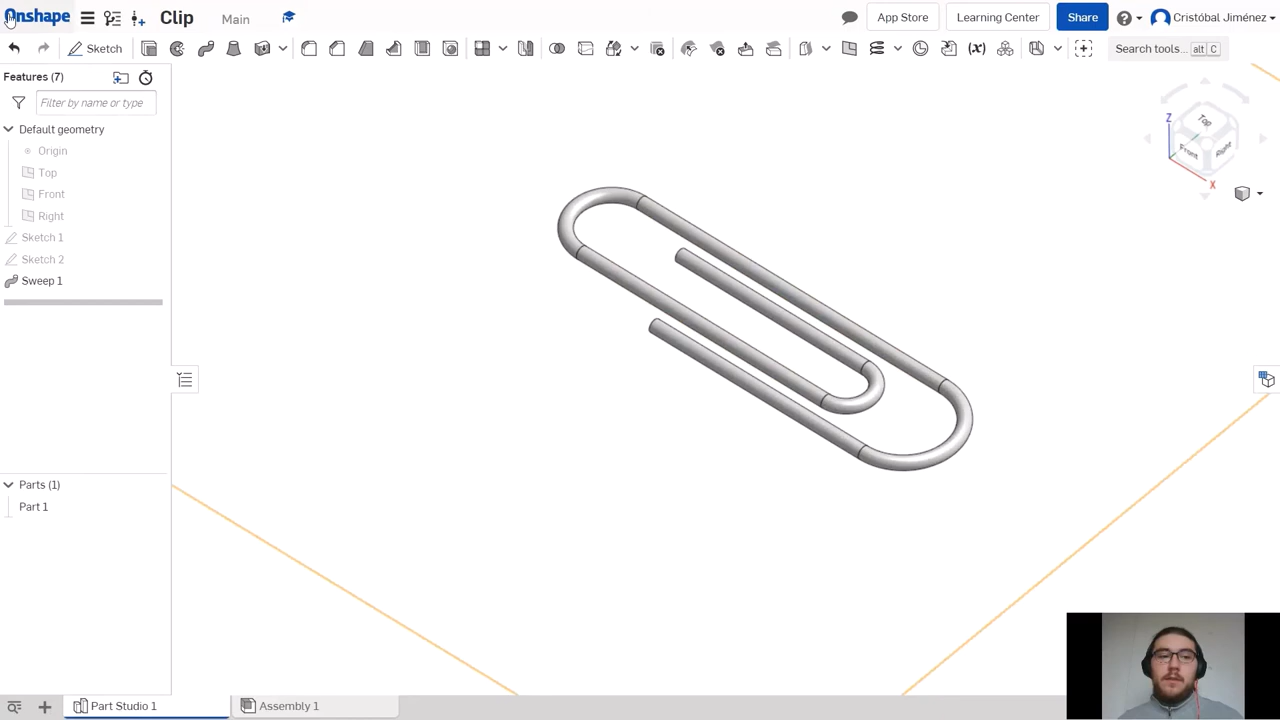 Onshape
Clip
Main
App Store
Learning Center
Share
Cristóbal Jiménez
Sketch
Search tools...
alt
C
Features (7)
Filter by name or type
Default geometry
Origin
Top
Front
Right
Sketch 1
Sketch 2
Sweep 1
Parts (1)
Part 1
Z
Top
Front
Right
X
Part Studio 1
Assembly 1